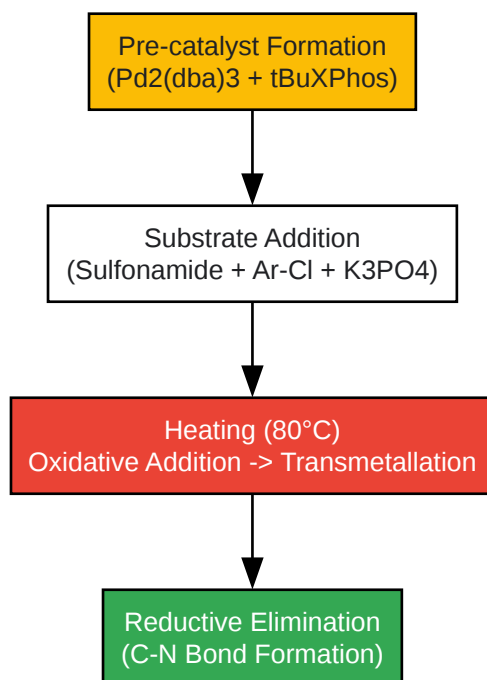 Pre-catalyst Formation
(Pd2(dba)3 + tBuXPhos)
Substrate Addition
(Sulfonamide + Ar-Cl + K3PO4)
Heating (80°C)
Oxidative Addition -> Transmetallation
Reductive Elimination
(C-N Bond Formation)